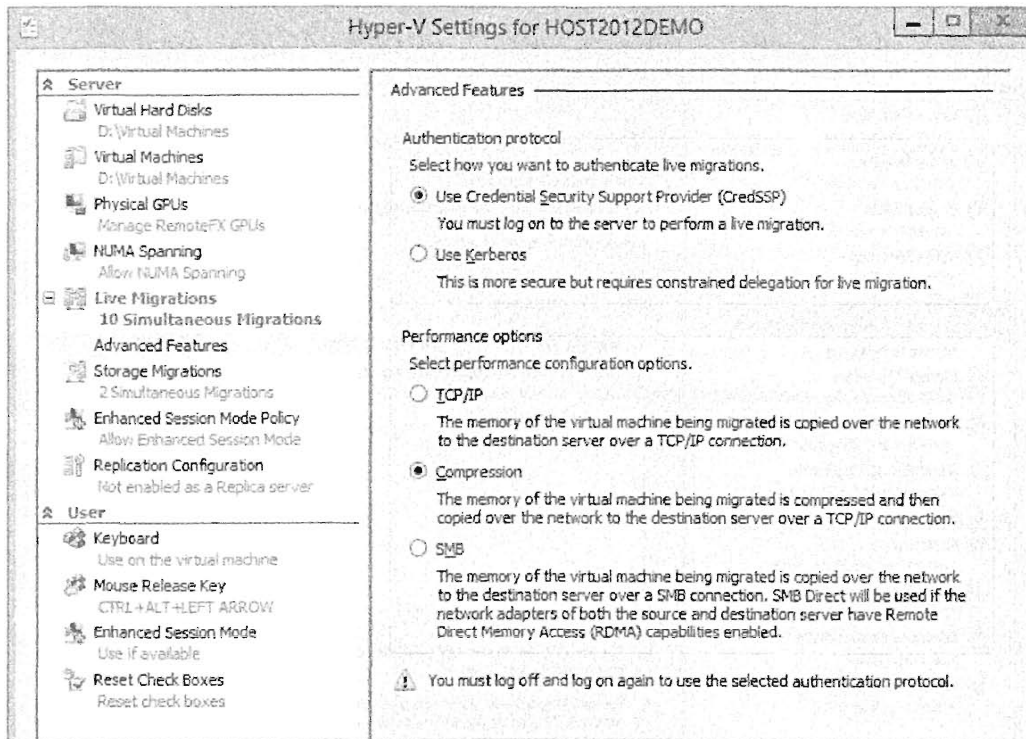 Hyper-V Settings for HOST2012DEMO
Server
Virtual Hard Disks
D:\Virtual Machines
Virtual Machines
D:\Virtual Machines
Physical GPUs
Manage RemoteFX GPUs
NUMA Spanning
Allow NUMA Spanning
Live Migrations
10 Simultaneous Migrations
Advanced Features
Storage Migrations
2 Simultaneous Migrations
Enhanced Session Mode Policy
Allow Enhanced Session Mode
Replication Configuration
Not enabled as a Replica server
User
Keyboard
Use on the virtual machine
Mouse Release Key
CTRL+ALT+LEFT ARROW
Enhanced Session Mode
Use if available
Reset Check Boxes
Reset check boxes
Advanced Features
Authentication protocol
Select how you want to authenticate live migrations.
Use Credential Security Support Provider (CredSSP)
You must log on to the server to perform a live migration.
Use Kerberos
This is more secure but requires constrained delegation for live migration.
Performance options
Select performance configuration options.
TCP/IP
The memory of the virtual machine being migrated is copied over the network
to the destination server over a TCP/IP connection.
Compression
The memory of the virtual machine being migrated is compressed and then
copied over the network to the destination server over a TCP/IP connection.
SMB
The memory of the virtual machine being migrated is copied over the network
to the destination server over a SMB connection. SMB Direct will be used if the
network adapters of both the source and destination server have Remote
Direct Memory Access (RDMA) capabilities enabled.
You must log off and log on again to use the selected authentication protocol.